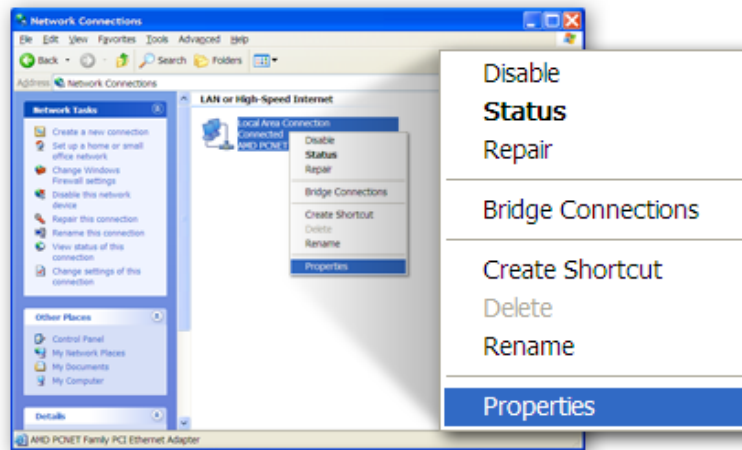 Network Connections
File Edit View Favorites Tools Advanced Help
Back Search Folders
Address Network Connections
Network Tasks
Create a new connection
Set up a home or small
office network
Change Windows
Firewall settings
Disable this network
device
Repair this connection
Rename this connection
View status of this
connection
Change settings of this
connection
Other Places
Control Panel
My Network Places
My Documents
My Computer
Details
LAN or High-Speed Internet
Local Area Connection
Connected
AMD PCNET
Disable
Status
Repair
Bridge Connections
Create Shortcut
Delete
Rename
Properties
AMD PCNET Family PCI Ethernet Adapter
Disable
Status
Repair
Bridge Connections
Create Shortcut
Delete
Rename
Properties